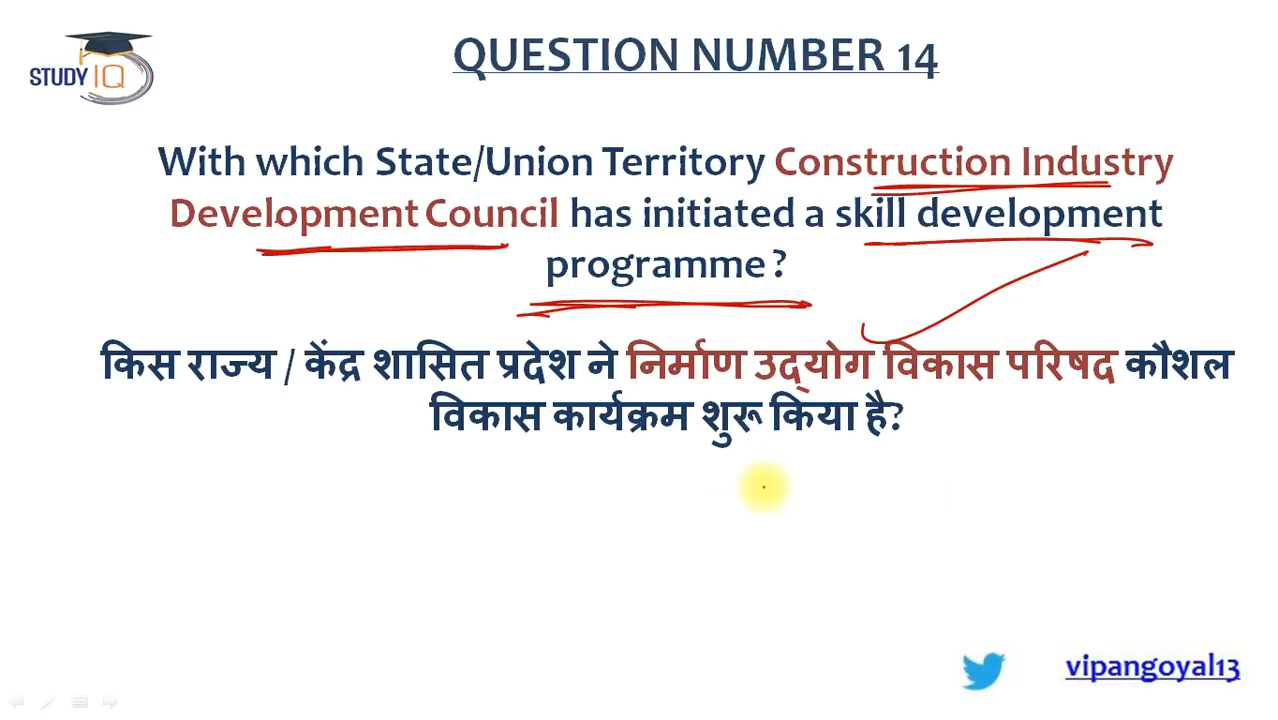 STUDY IQ
QUESTION NUMBER 14
With which State/Union Territory Construction Industry
Development Council has initiated a skill development
programme ?
किस राज्य / केंद्र शासित प्रदेश ने निर्माण उद्योग विकास परिषद कौशल
विकास कार्यक्रम शुरू किया है?
vipangoyal13